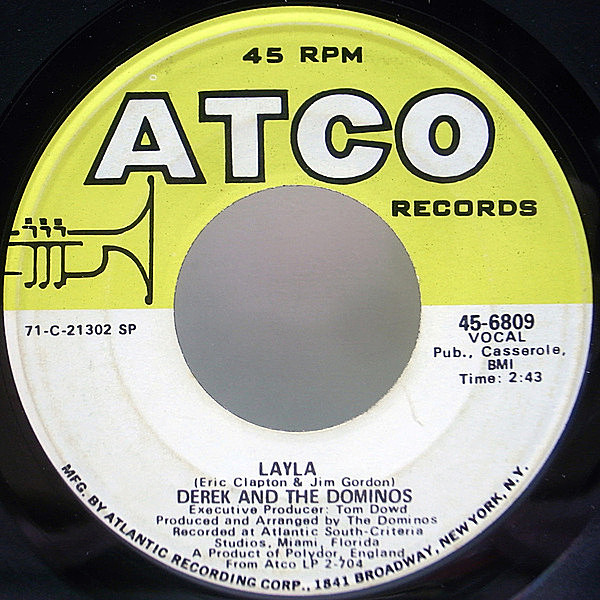 45 RPM
ATCO
RECORDS
71-C-21302 SP
45-6809
VOCAL
Pub., Casserole,
BMI
Time: 2:43
LAYLA
(Eric Clapton & Jim Gordon)
DEREK AND THE DOMINOS
Executive Producer: Tom Dowd
Produced and Arranged by The Dominos
Recorded at Atlantic South-Criteria
Studios, Miami, Florida
A Product of Polydor, England
From Atco LP 2-704
MFG. BY ATLANTIC RECORDING CORP., 1841 BROADWAY, NEW YORK, N.Y.